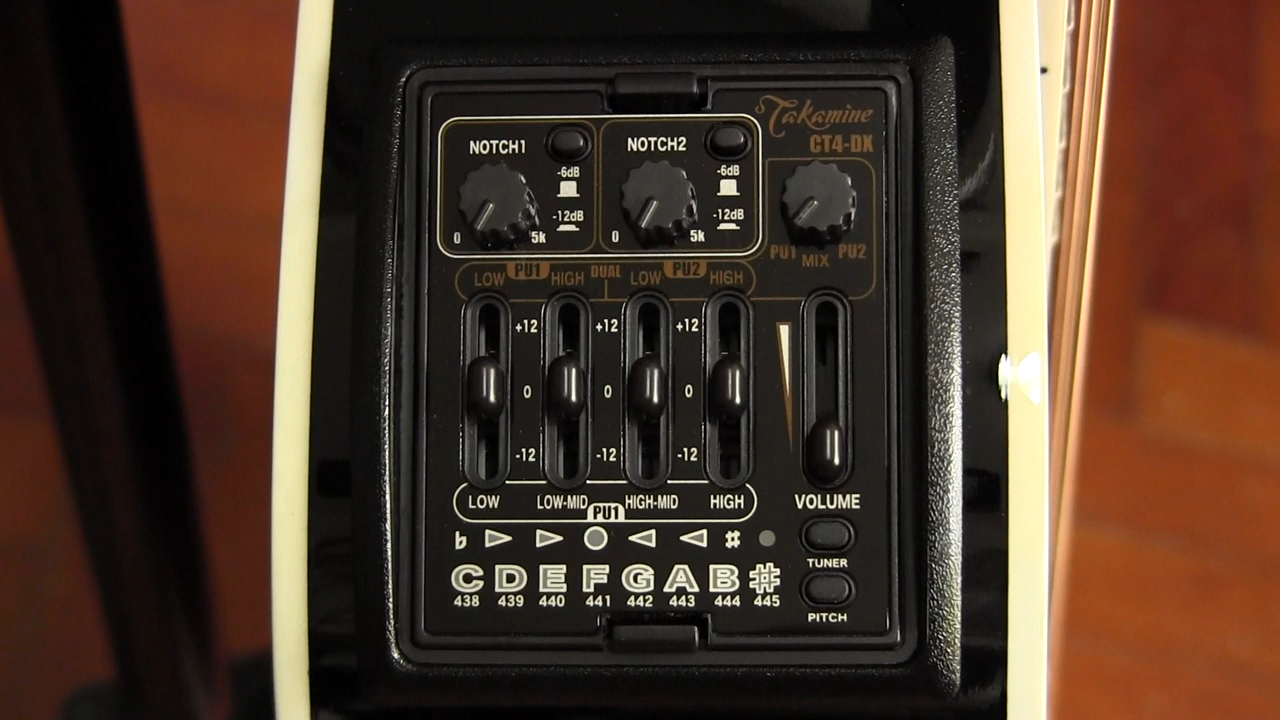 Takamine
CT4-DX
NOTCH1
-6dB
-12dB
0 5k
NOTCH2
-6dB
-12dB
0 5k
PU1 MIX PU2
LOW PU1 HIGH DUAL LOW PU2 HIGH
+12 +12 +12
0 0 0
-12 -12 -12
LOW LOW-MID HIGH-MID HIGH
PU1
VOLUME
♭ ♯
TUNER
C D E F G A B #
438 439 440 441 442 443 444 445
PITCH